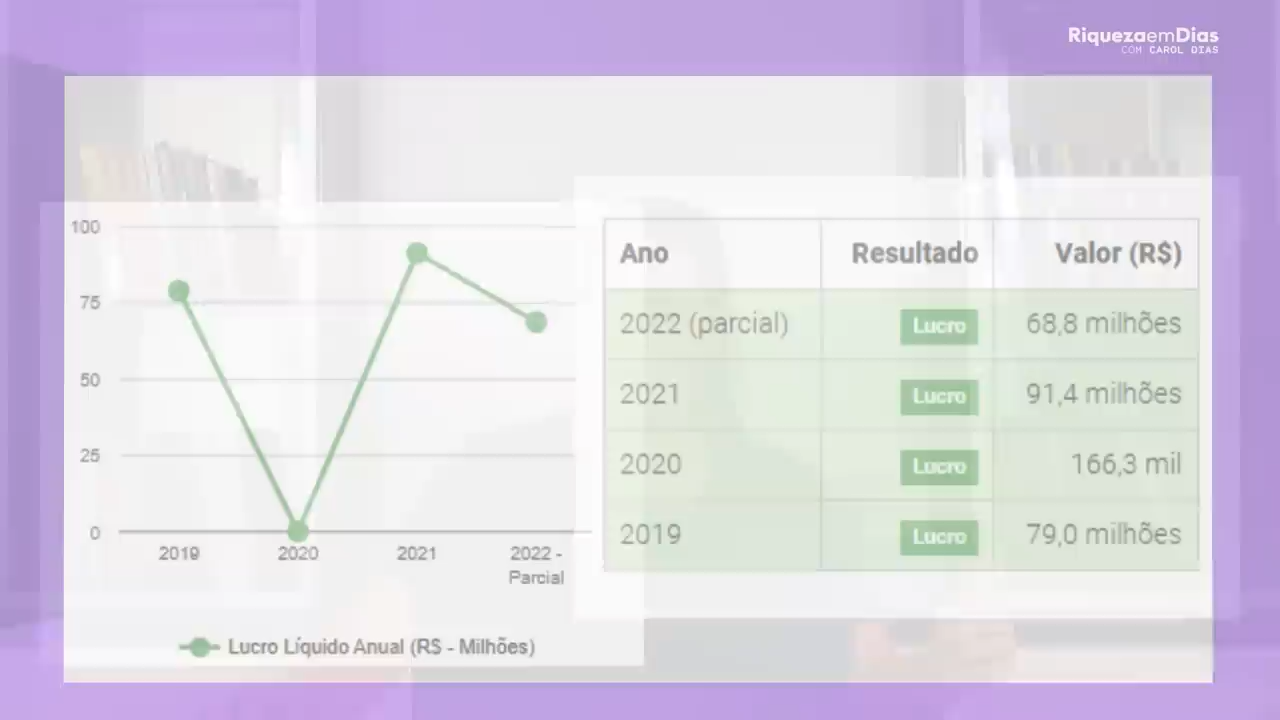 RiquezaemDias
COM CAROL DIAS
100
75
50
25
0
2019
2020
2021
2022 -
Parcial
Lucro Líquido Anual (R$ - Milhões)
Ano Resultado Valor (R$)
2022 (parcial) Lucro 68,8 milhões
2021 Lucro 91,4 milhões
2020 Lucro 166,3 mil
2019 Lucro 79,0 milhões